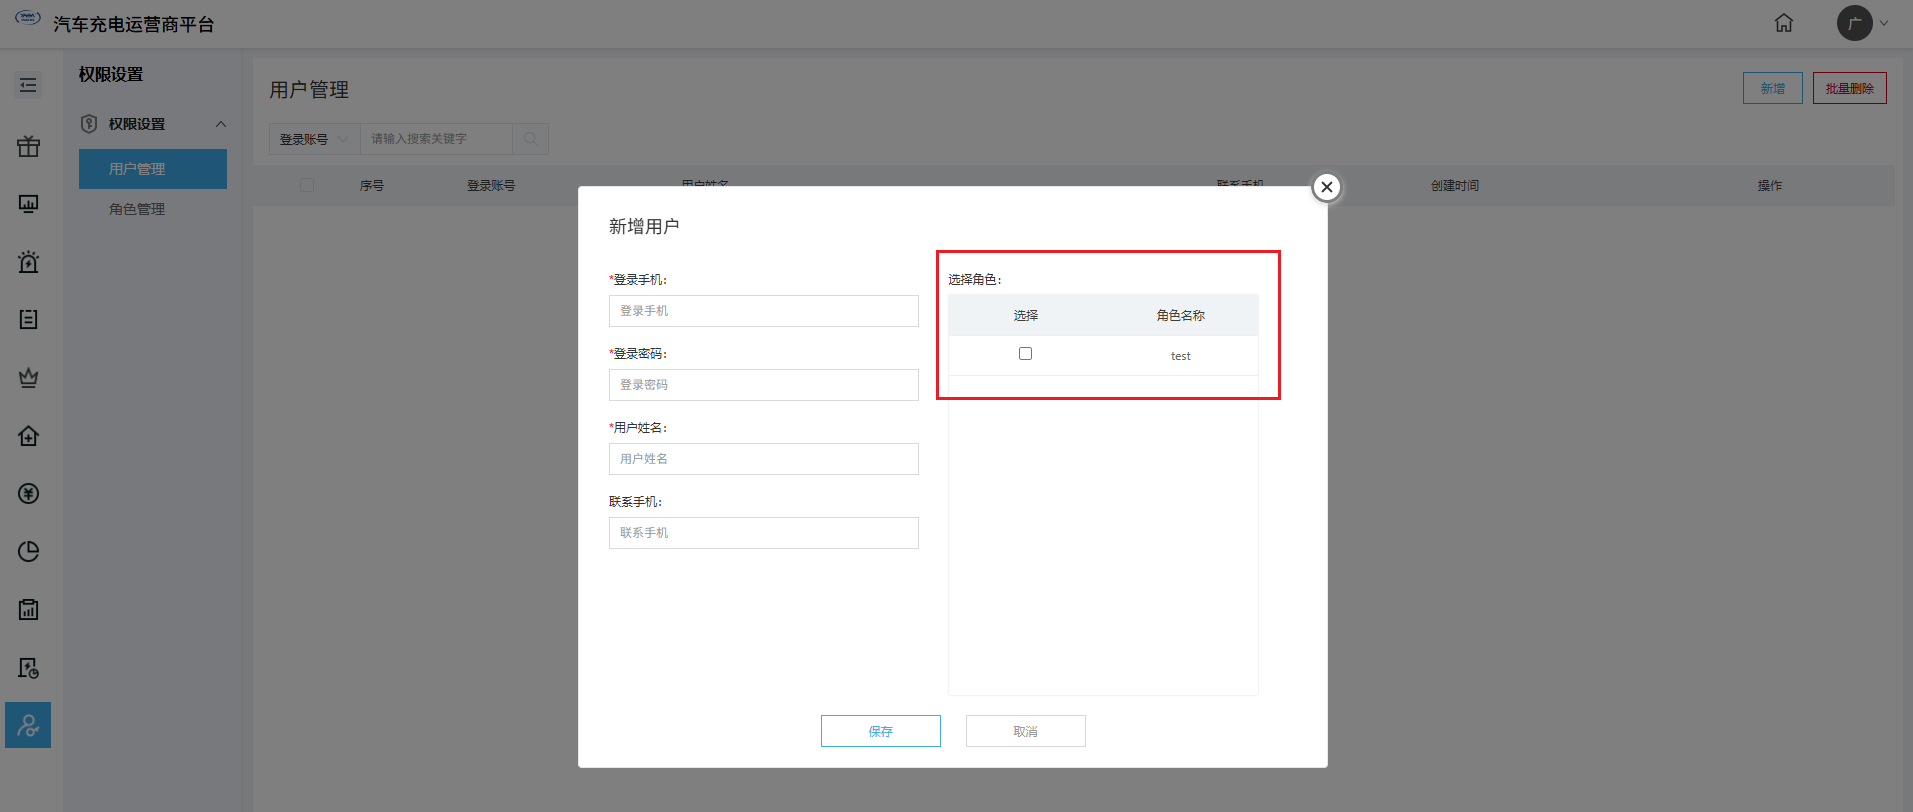 汽车充电运营商平台
广
权限设置
权限设置
用户管理
角色管理
用户管理
新增
批量删除
登录账号
请输入搜索关键字
序号
登录账号
用户姓名
联系手机
创建时间
操作
新增用户
*登录手机:
登录手机
*登录密码:
登录密码
*用户姓名:
用户姓名
联系手机:
联系手机
选择角色:
选择
角色名称
test
保存
取消